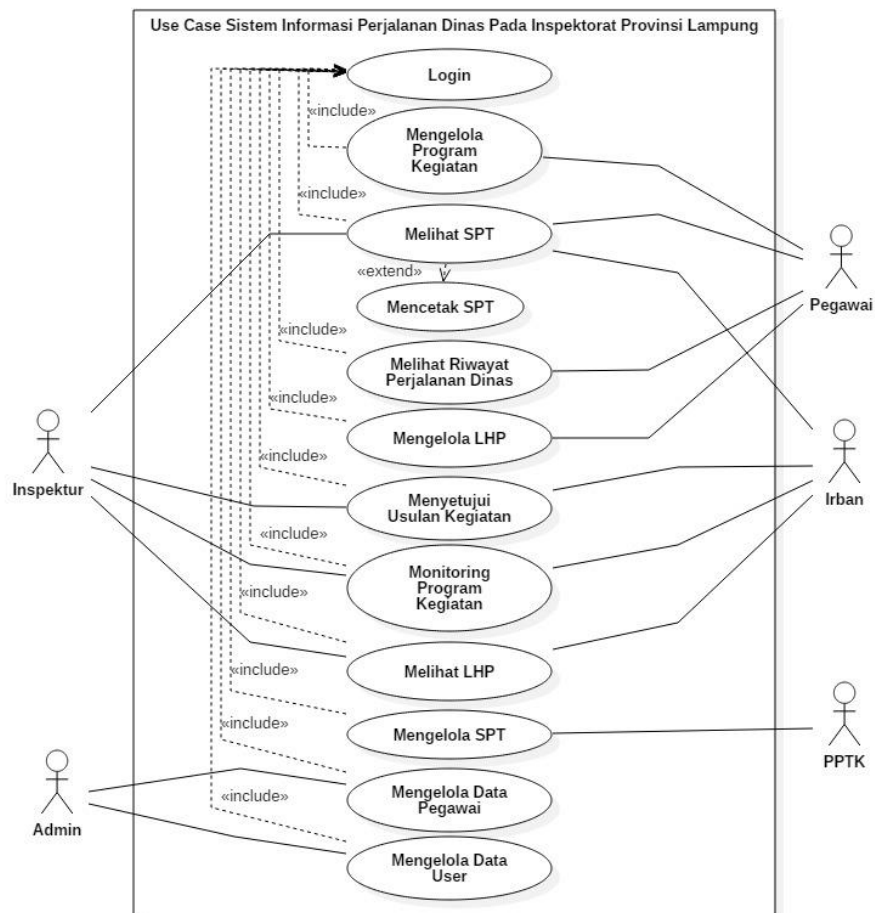 Use Case Sistem Informasi Perjalanan Dinas Pada Inspektorat Provinsi Lampung
Login
«include»
Mengelola
Program
Kegiatan
«include»
Melihat SPT
«extend»
Pegawai
Mencetak SPT
«include»
Melihat Riwayat
Perjalanan Dinas
«include»
Mengelola LHP
«include»
Inspektur
Irban
Menyetujui
Usulan Kegiatan
«include»
Monitoring
Program
Kegiatan
«include»
Melihat LHP
«include»
Mengelola SPT
«include»
PPTK
Mengelola Data
Pegawai
«include»
Admin
Mengelola Data
User